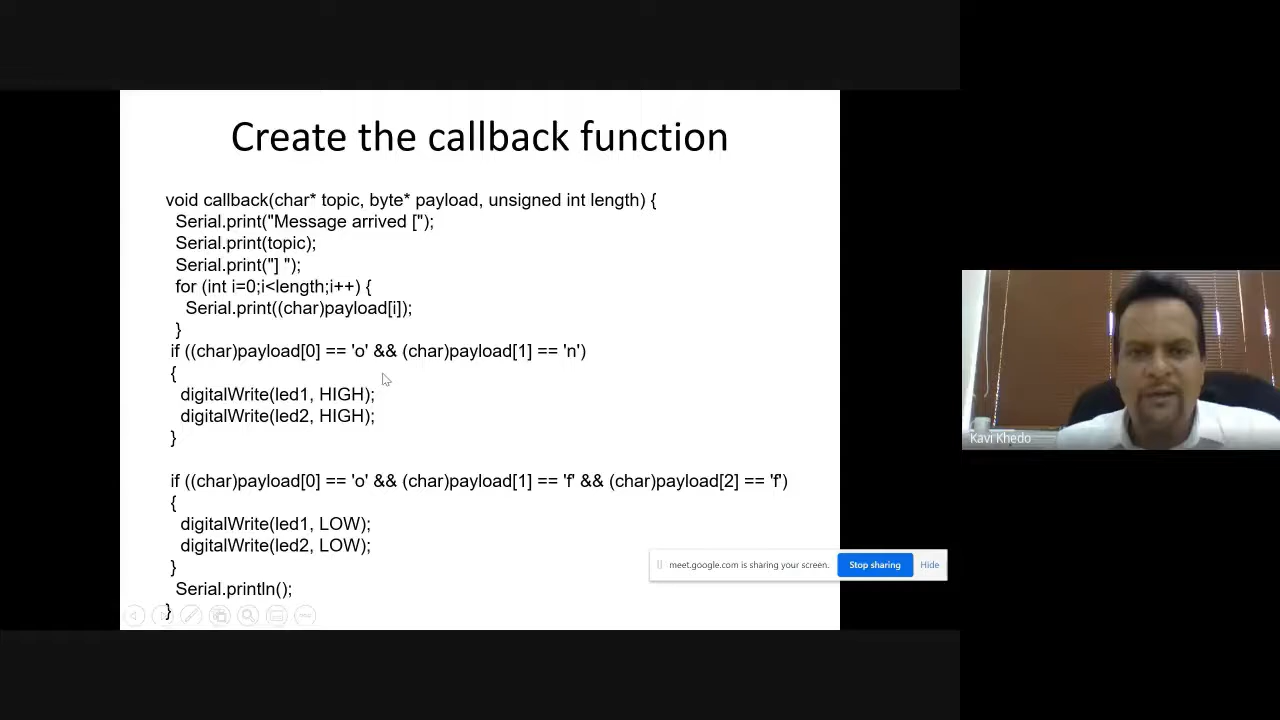 Create the callback function
void callback(char* topic, byte* payload, unsigned int length) {
Serial.print("Message arrived [");
Serial.print(topic);
Serial.print("] ");
for (int i=0;i<length;i++) {
Serial.print((char)payload[i]);
}
if ((char)payload[0] == 'o' && (char)payload[1] == 'n')
{
digitalWrite(led1, HIGH);
digitalWrite(led2, HIGH);
}
if ((char)payload[0] == 'o' && (char)payload[1] == 'f' && (char)payload[2] == 'f')
{
digitalWrite(led1, LOW);
digitalWrite(led2, LOW);
}
Serial.println();
}
meet.google.com is sharing your screen. Stop sharing Hide
Kavi Khedo